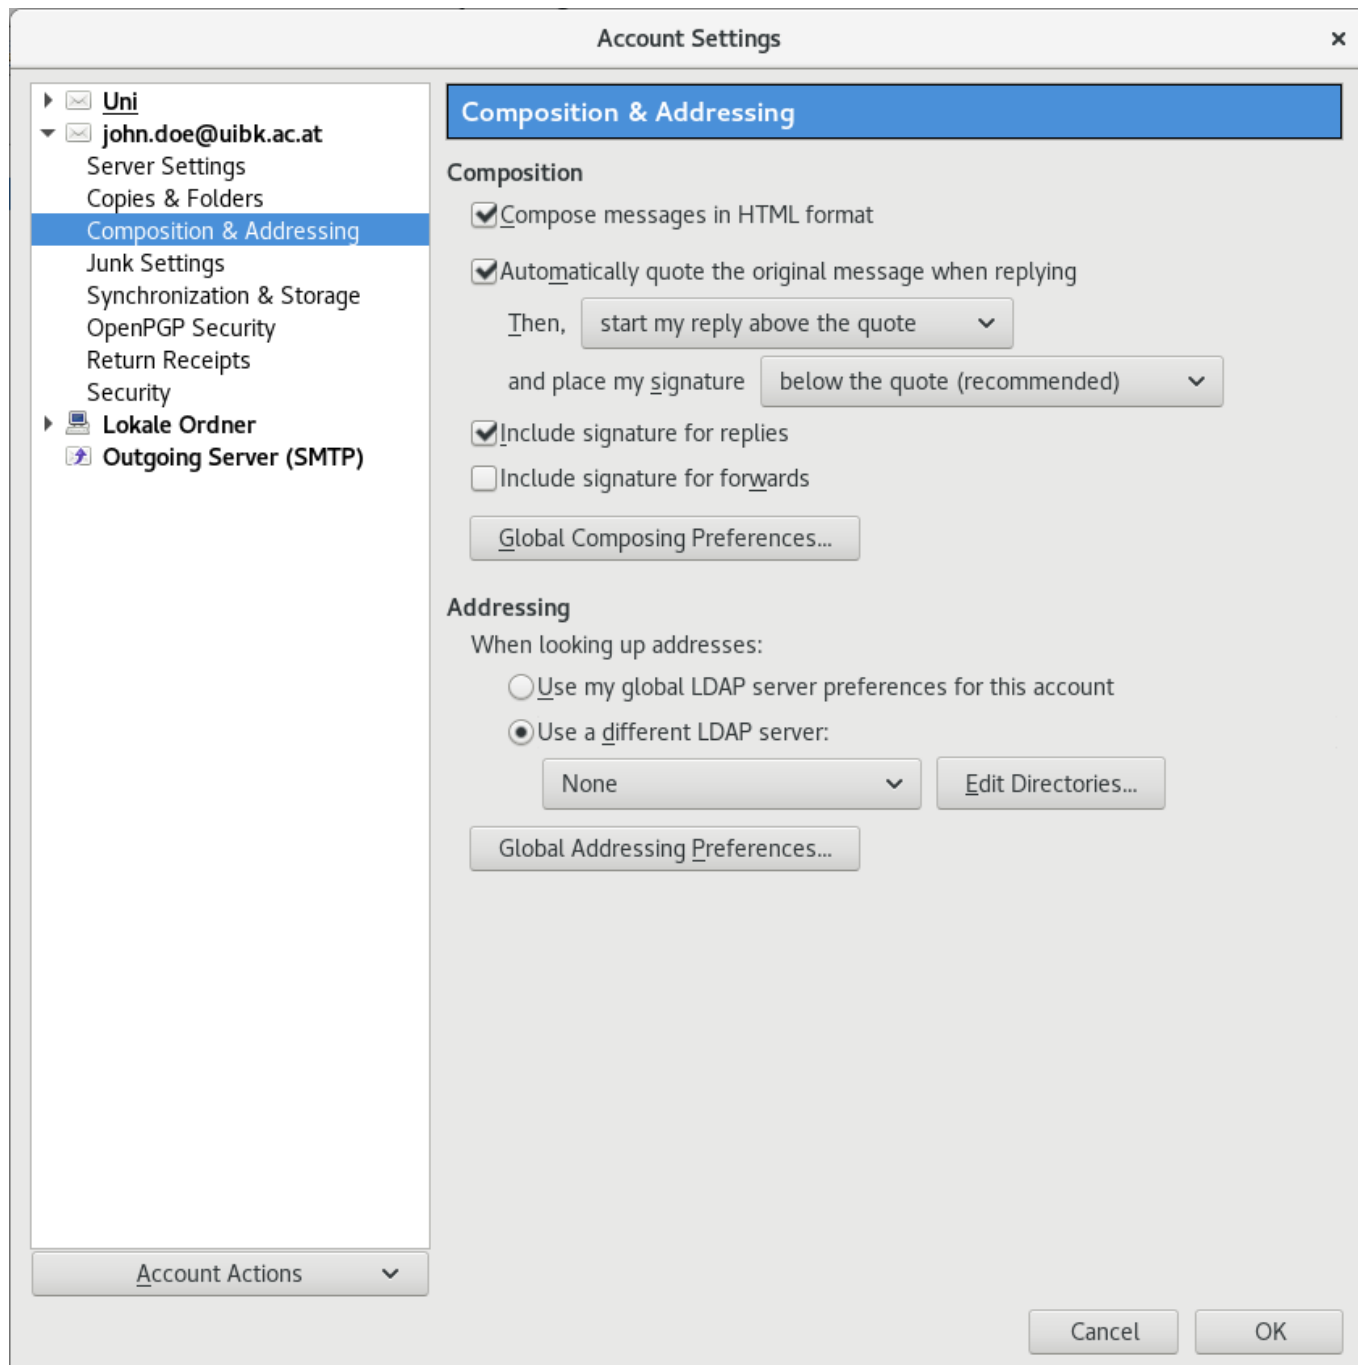 Account Settings
Uni
john.doe@uibk.ac.at
Server Settings
Copies & Folders
Composition & Addressing
Junk Settings
Synchronization & Storage
OpenPGP Security
Return Receipts
Security
Lokale Ordner
Outgoing Server (SMTP)
Account Actions
Composition & Addressing
Composition
Compose messages in HTML format
Automatically quote the original message when replying
Then, start my reply above the quote
and place my signature below the quote (recommended)
Include signature for replies
Include signature for forwards
Global Composing Preferences...
Addressing
When looking up addresses:
Use my global LDAP server preferences for this account
Use a different LDAP server:
None Edit Directories...
Global Addressing Preferences...
Cancel OK